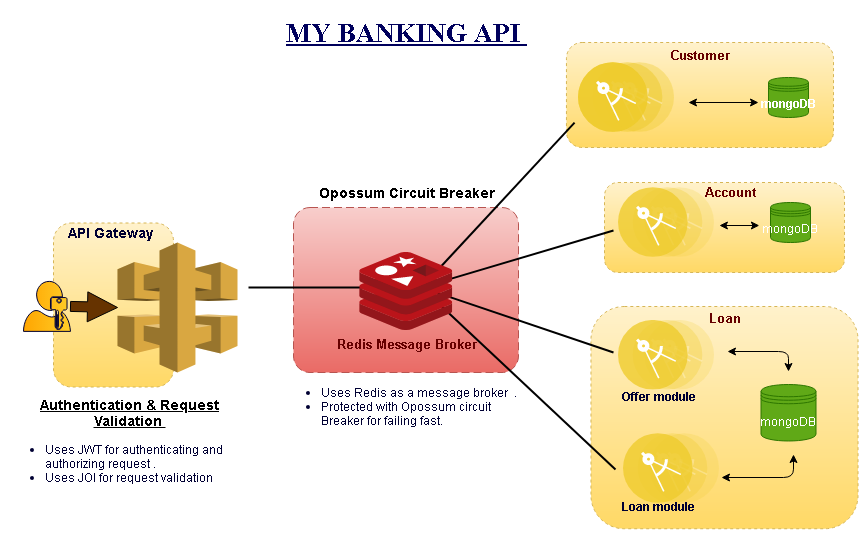 MY BANKING API
Customer
mongoDB
Opossum Circuit Breaker
Account
mongoDB
API Gateway
Redis Message Broker
Loan
Offer module
mongoDB
Loan module
Authentication & Request
Validation
• Uses JWT for authenticating and
authorizing request .
• Uses JOI for request validation
• Uses Redis as a message broker .
• Protected with Opossum circuit
Breaker for failing fast.